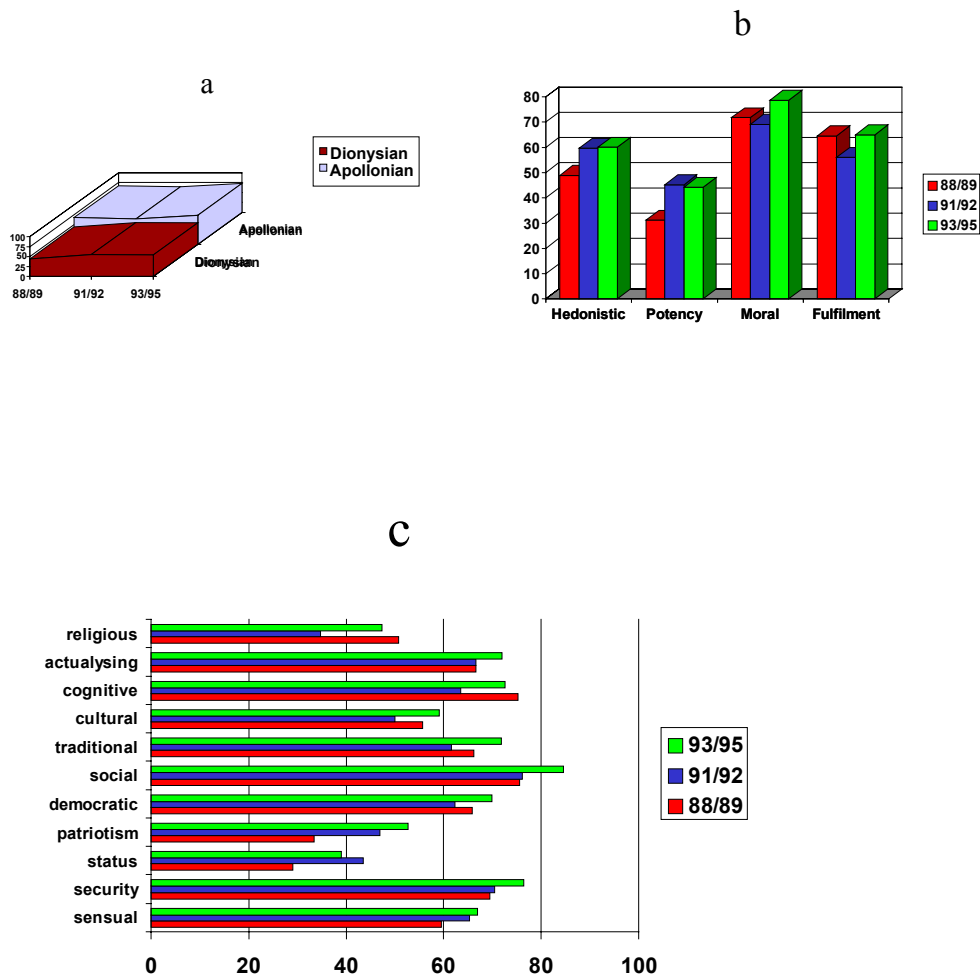 a
Dionysian
Apollonian
100
75
50
25
0
88/89
91/92
93/95
Dionysian
Apollonian
b
80
70
60
50
40
30
20
10
0
Hedonistic
Potency
Moral
Fulfilment
88/89
91/92
93/95
c
religious
actualysing
cognitive
cultural
traditional
social
democratic
patriotism
status
security
sensual
0 20 40 60 80 100
93/95
91/92
88/89